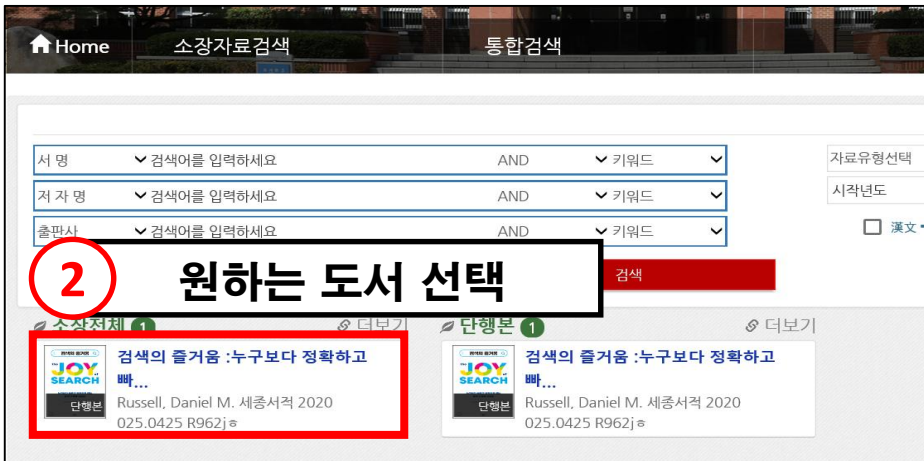 Home 소장자료검색 통합검색
서 명 검색어를 입력하세요 AND 키워드 자료유형선택
저 자 명 검색어를 입력하세요 AND 키워드 시작년도
출판사 검색어를 입력하세요 AND 키워드 漢文
2 원하는 도서 선택 검색
소장전체 1 더보기 단행본 1 더보기
JOY SEARCH 단행본
검색의 즐거움 :누구보다 정확하고
빠...
Russell, Daniel M. 세종서적 2020
025.0425 R962jㅎ
JOY SEARCH 단행본
검색의 즐거움 :누구보다 정확하고
빠...
Russell, Daniel M. 세종서적 2020
025.0425 R962jㅎ